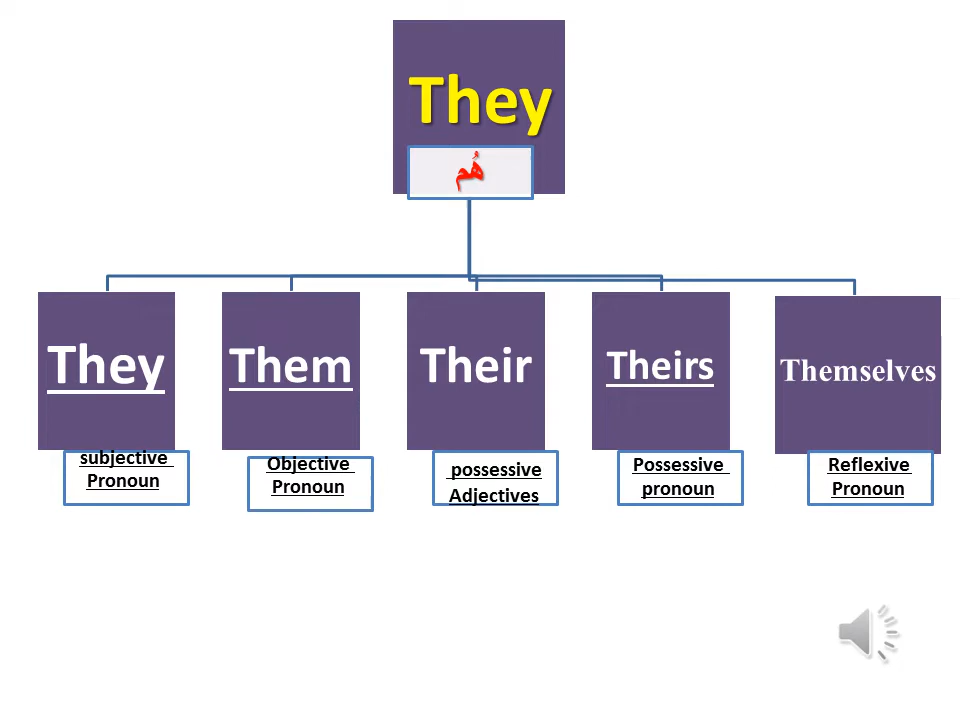 They
هُم
They
Them
Their
Theirs
Themselves
subjective
Pronoun
Objective
Pronoun
possessive
Adjectives
Possessive
pronoun
Reflexive
Pronoun